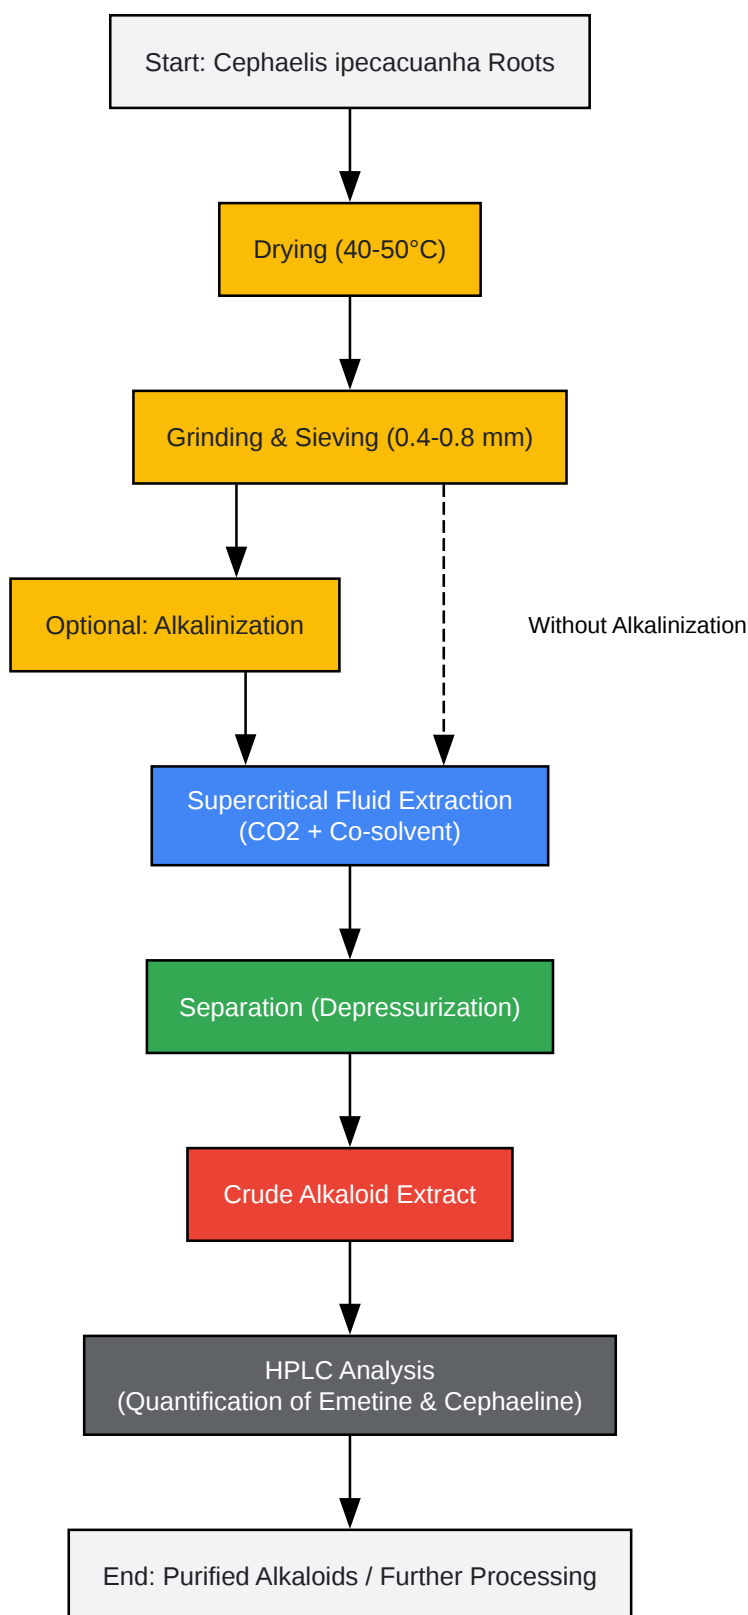 Start: Cephaelis ipecacuanha Roots
Drying (40-50°C)
Grinding & Sieving (0.4-0.8 mm)
Optional: Alkalinization
Without Alkalinization
Supercritical Fluid Extraction
(CO2 + Co-solvent)
Separation (Depressurization)
Crude Alkaloid Extract
HPLC Analysis
(Quantification of Emetine & Cephaeline)
End: Purified Alkaloids / Further Processing